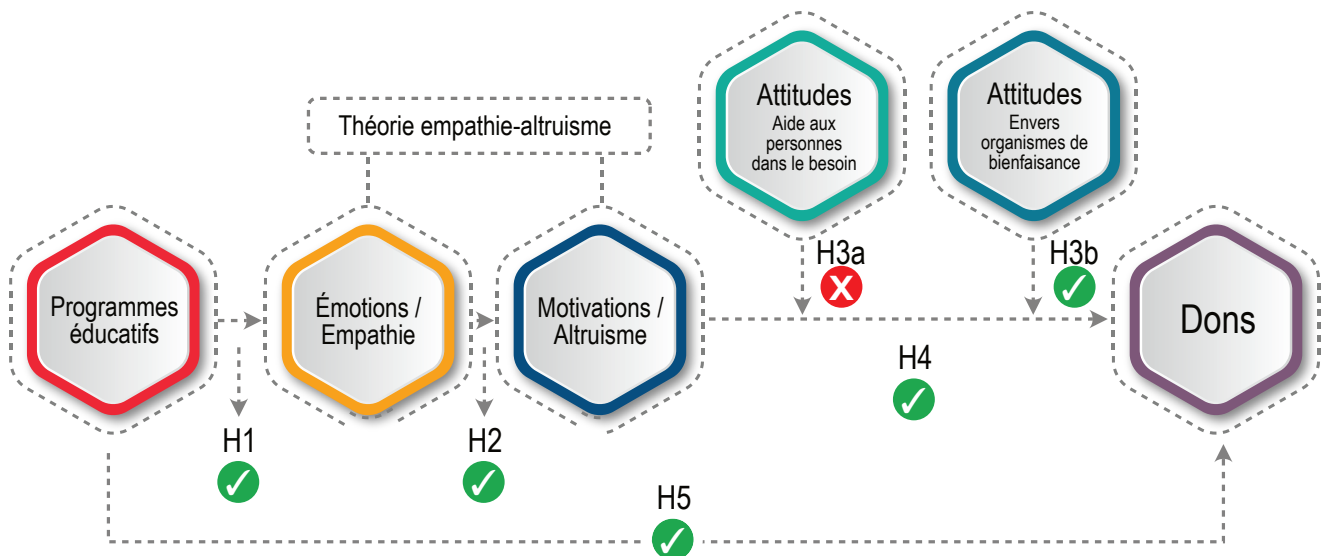 Attitudes
Aide aux
personnes
dans le besoin
Attitudes
Envers
organismes de
bienfaisance
Théorie empathie-altruisme
Programmes
éducatifs
Émotions /
Empathie
Motivations /
Altruisme
H3a
X
H3b
Dons
H4
H1
H2
H5